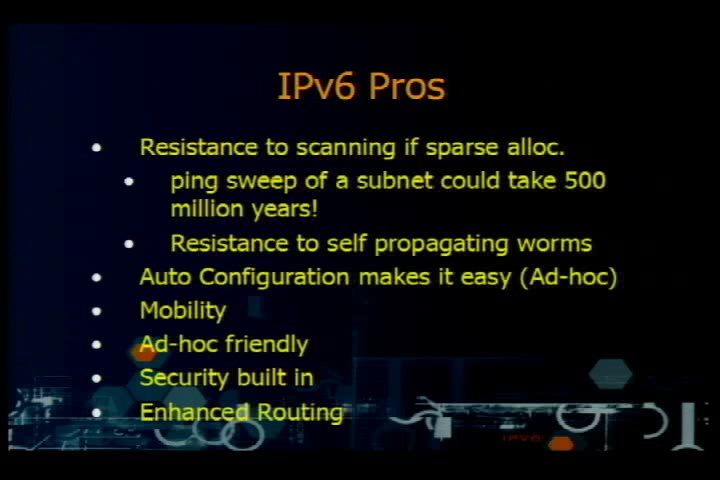 IPv6 Pros
• Resistance to scanning if sparse alloc.
• ping sweep of a subnet could take 500
million years!
• Resistance to self propagating worms
• Auto Configuration makes it easy (Ad-hoc)
• Mobility
• Ad-hoc friendly
• Security built in
• Enhanced Routing